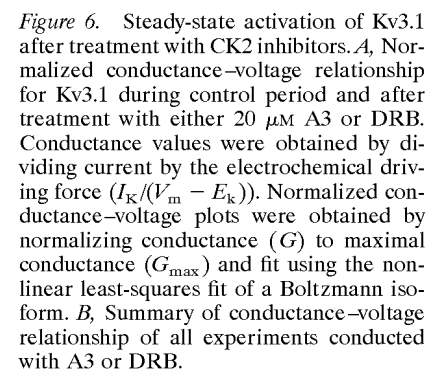 Figure 6. Steady-state activation of Kv3.1
after treatment with CK2 inhibitors. A, Nor-
malized conductance–voltage relationship
for Kv3.1 during control period and after
treatment with either 20 μM A3 or DRB.
Conductance values were obtained by di-
viding current by the electrochemical driv-
ing force (IK/(Vm − Ek)). Normalized con-
ductance–voltage plots were obtained by
normalizing conductance (G) to maximal
conductance (Gmax) and fit using the non-
linear least-squares fit of a Boltzmann iso-
form. B, Summary of conductance–voltage
relationship of all experiments conducted
with A3 or DRB.